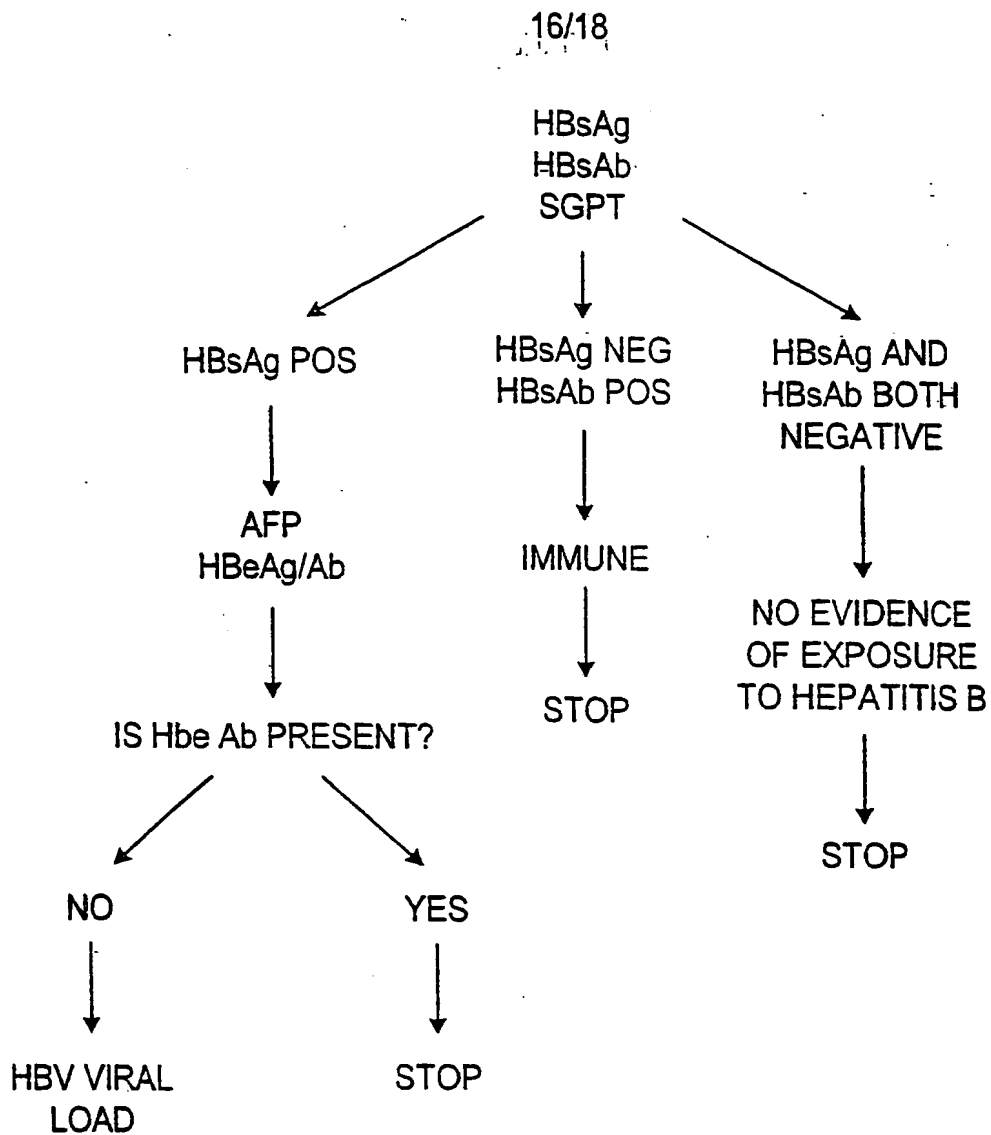 16/18
HBsAg
HBsAb
SGPT
HBsAg POS
HBsAg NEG
HBsAb POS
HBsAg AND
HBsAb BOTH
NEGATIVE
AFP
HBeAg/Ab
IMMUNE
NO EVIDENCE
OF EXPOSURE
TO HEPATITIS B
IS Hbe Ab PRESENT?
STOP
STOP
NO
YES
HBV VIRAL
LOAD
STOP